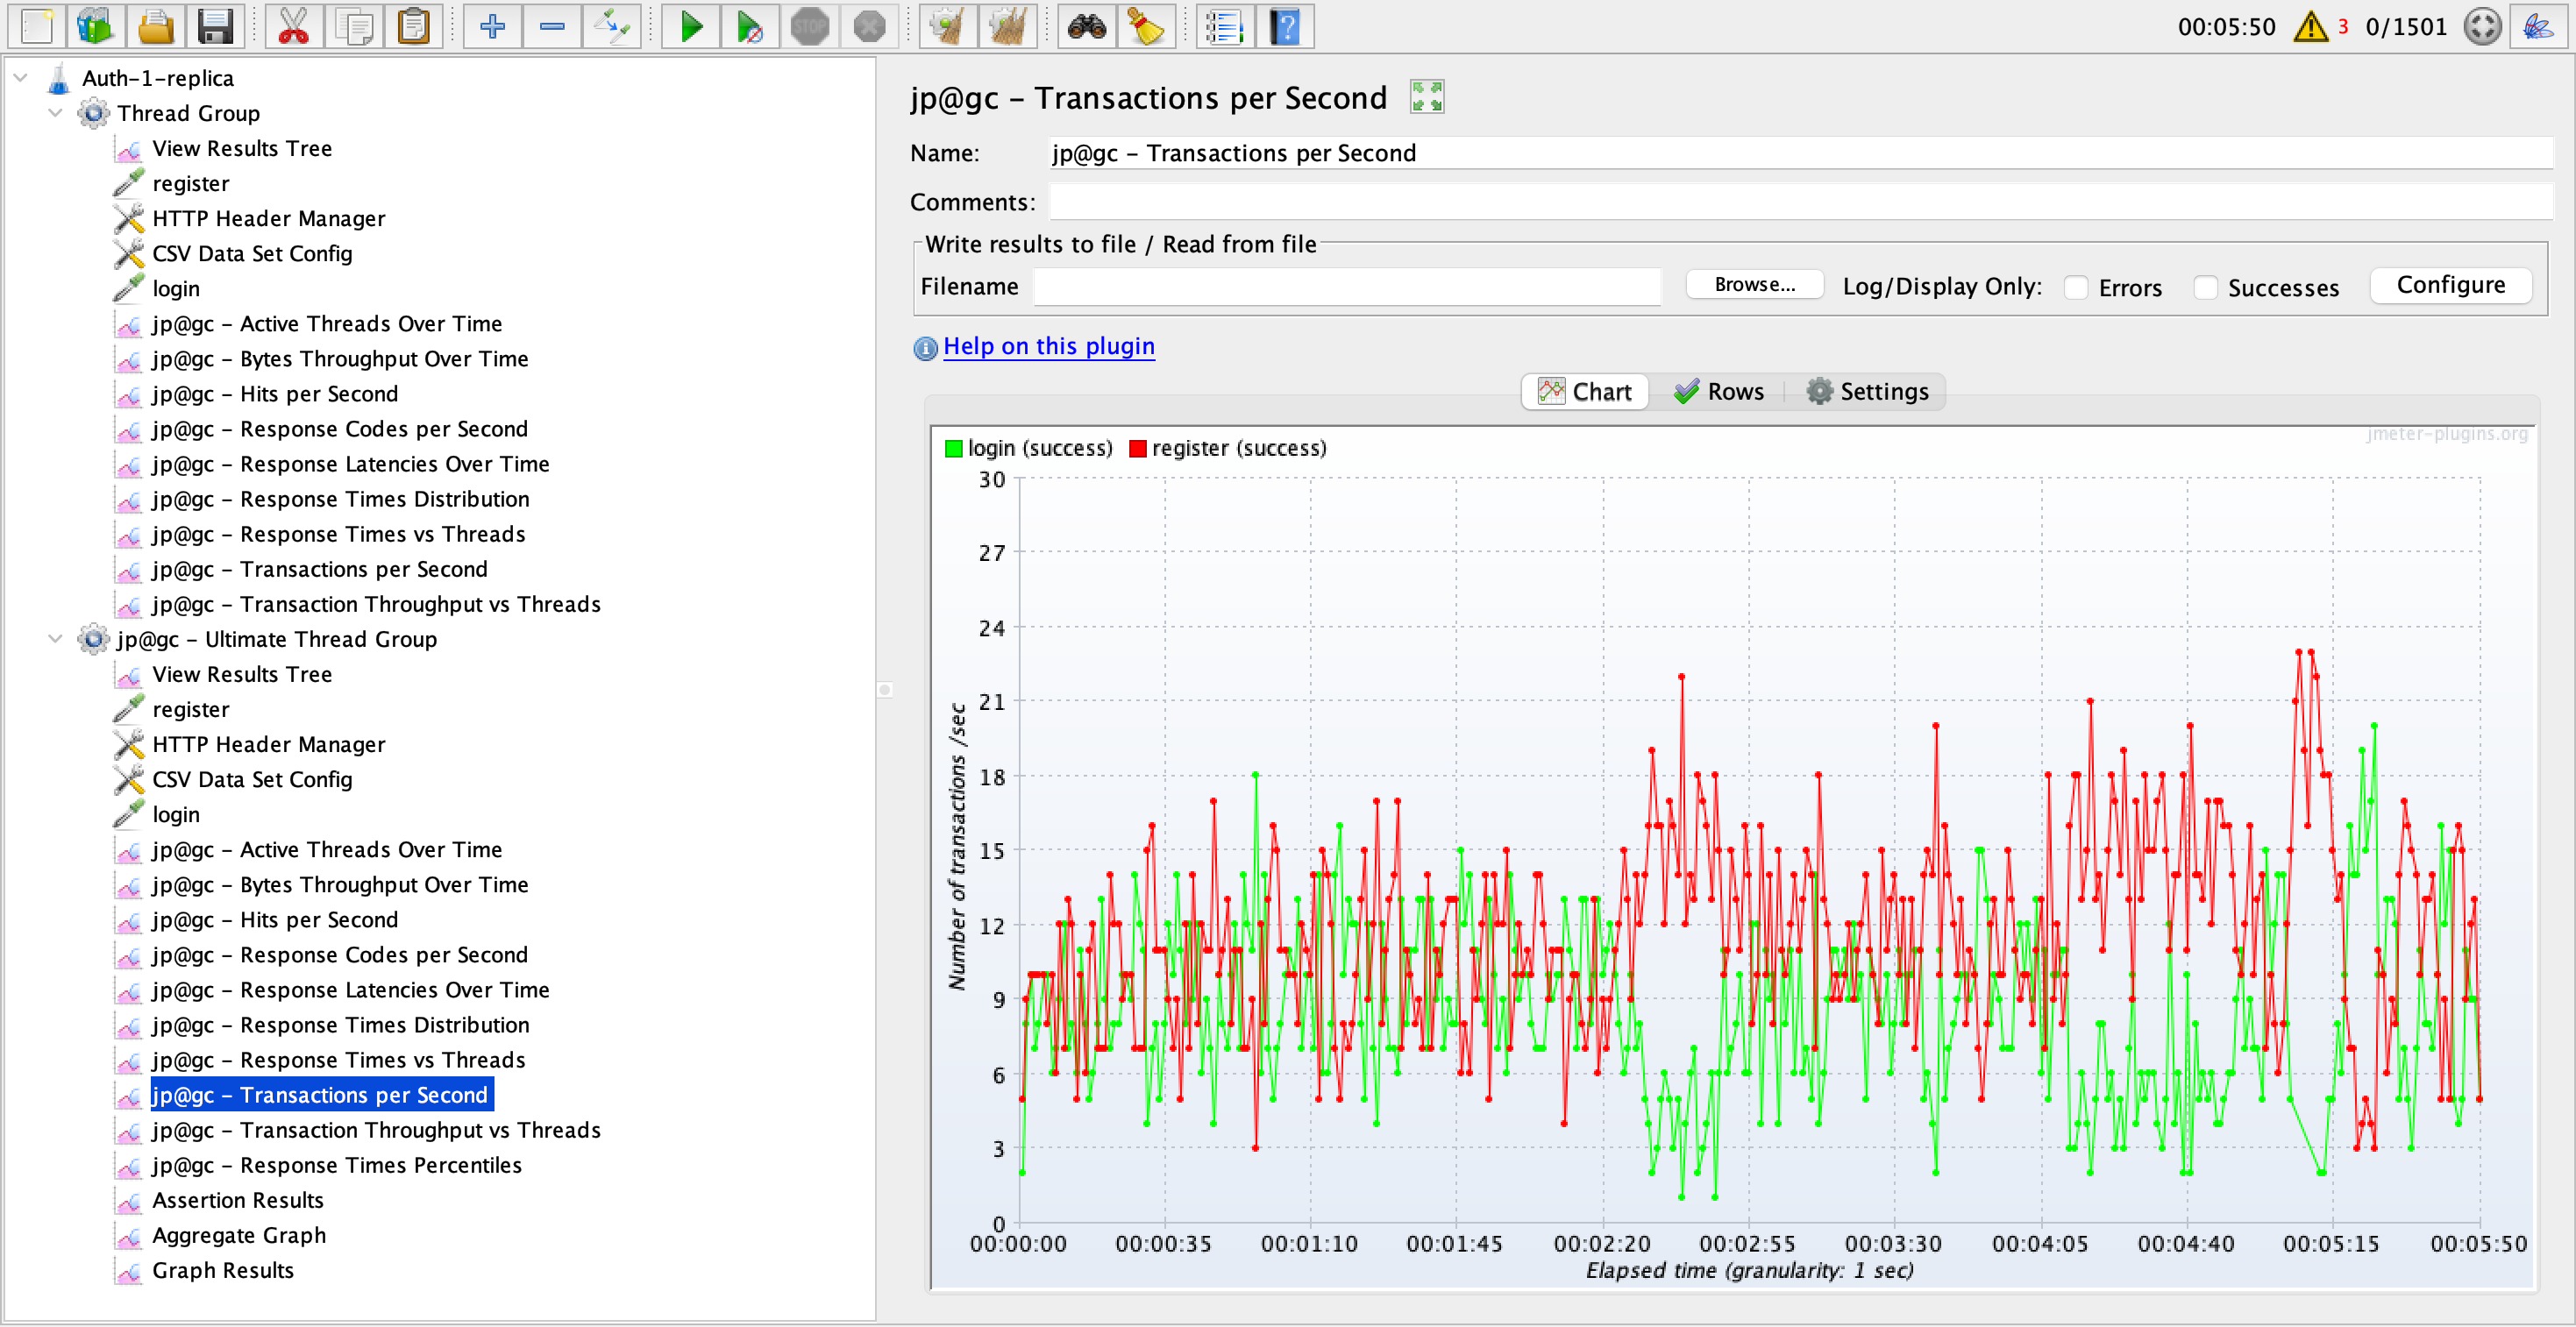 STOP
00:05:50 3 0/1501
Auth-1-replica
Thread Group
View Results Tree
register
HTTP Header Manager
CSV Data Set Config
login
jp@gc - Active Threads Over Time
jp@gc - Bytes Throughput Over Time
jp@gc - Hits per Second
jp@gc - Response Codes per Second
jp@gc - Response Latencies Over Time
jp@gc - Response Times Distribution
jp@gc - Response Times vs Threads
jp@gc - Transactions per Second
jp@gc - Transaction Throughput vs Threads
jp@gc - Ultimate Thread Group
View Results Tree
register
HTTP Header Manager
CSV Data Set Config
login
jp@gc - Active Threads Over Time
jp@gc - Bytes Throughput Over Time
jp@gc - Hits per Second
jp@gc - Response Codes per Second
jp@gc - Response Latencies Over Time
jp@gc - Response Times Distribution
jp@gc - Response Times vs Threads
jp@gc - Transactions per Second
jp@gc - Transaction Throughput vs Threads
jp@gc - Response Times Percentiles
Assertion Results
Aggregate Graph
Graph Results
jp@gc - Transactions per Second
Name: jp@gc - Transactions per Second
Comments:
Write results to file / Read from file
Filename Browse... Log/Display Only: Errors Successes Configure
Help on this plugin
Chart Rows Settings
jmeter-plugins.org
login (success) register (success)
30
27
24
21
18
15
12
9
6
3
0
Number of transactions /sec
00:00:00 00:00:35 00:01:10 00:01:45 00:02:20 00:02:55 00:03:30 00:04:05 00:04:40 00:05:15 00:05:50
Elapsed time (granularity: 1 sec)